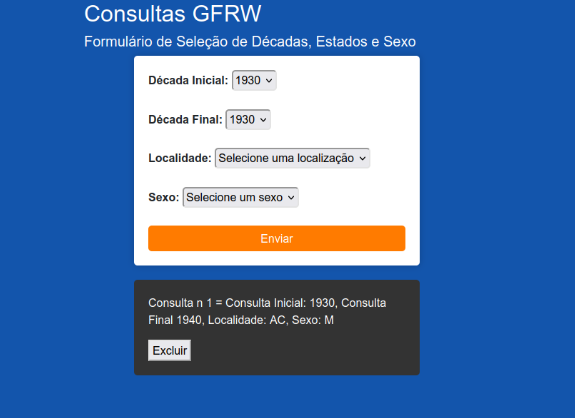 Consultas GFRW
Formulário de Seleção de Décadas, Estados e Sexo
Década Inicial: 1930
Década Final: 1930
Localidade: Selecione uma localização
Sexo: Selecione um sexo
Enviar
Consulta n 1 = Consulta Inicial: 1930, Consulta
Final 1940, Localidade: AC, Sexo: M
Excluir